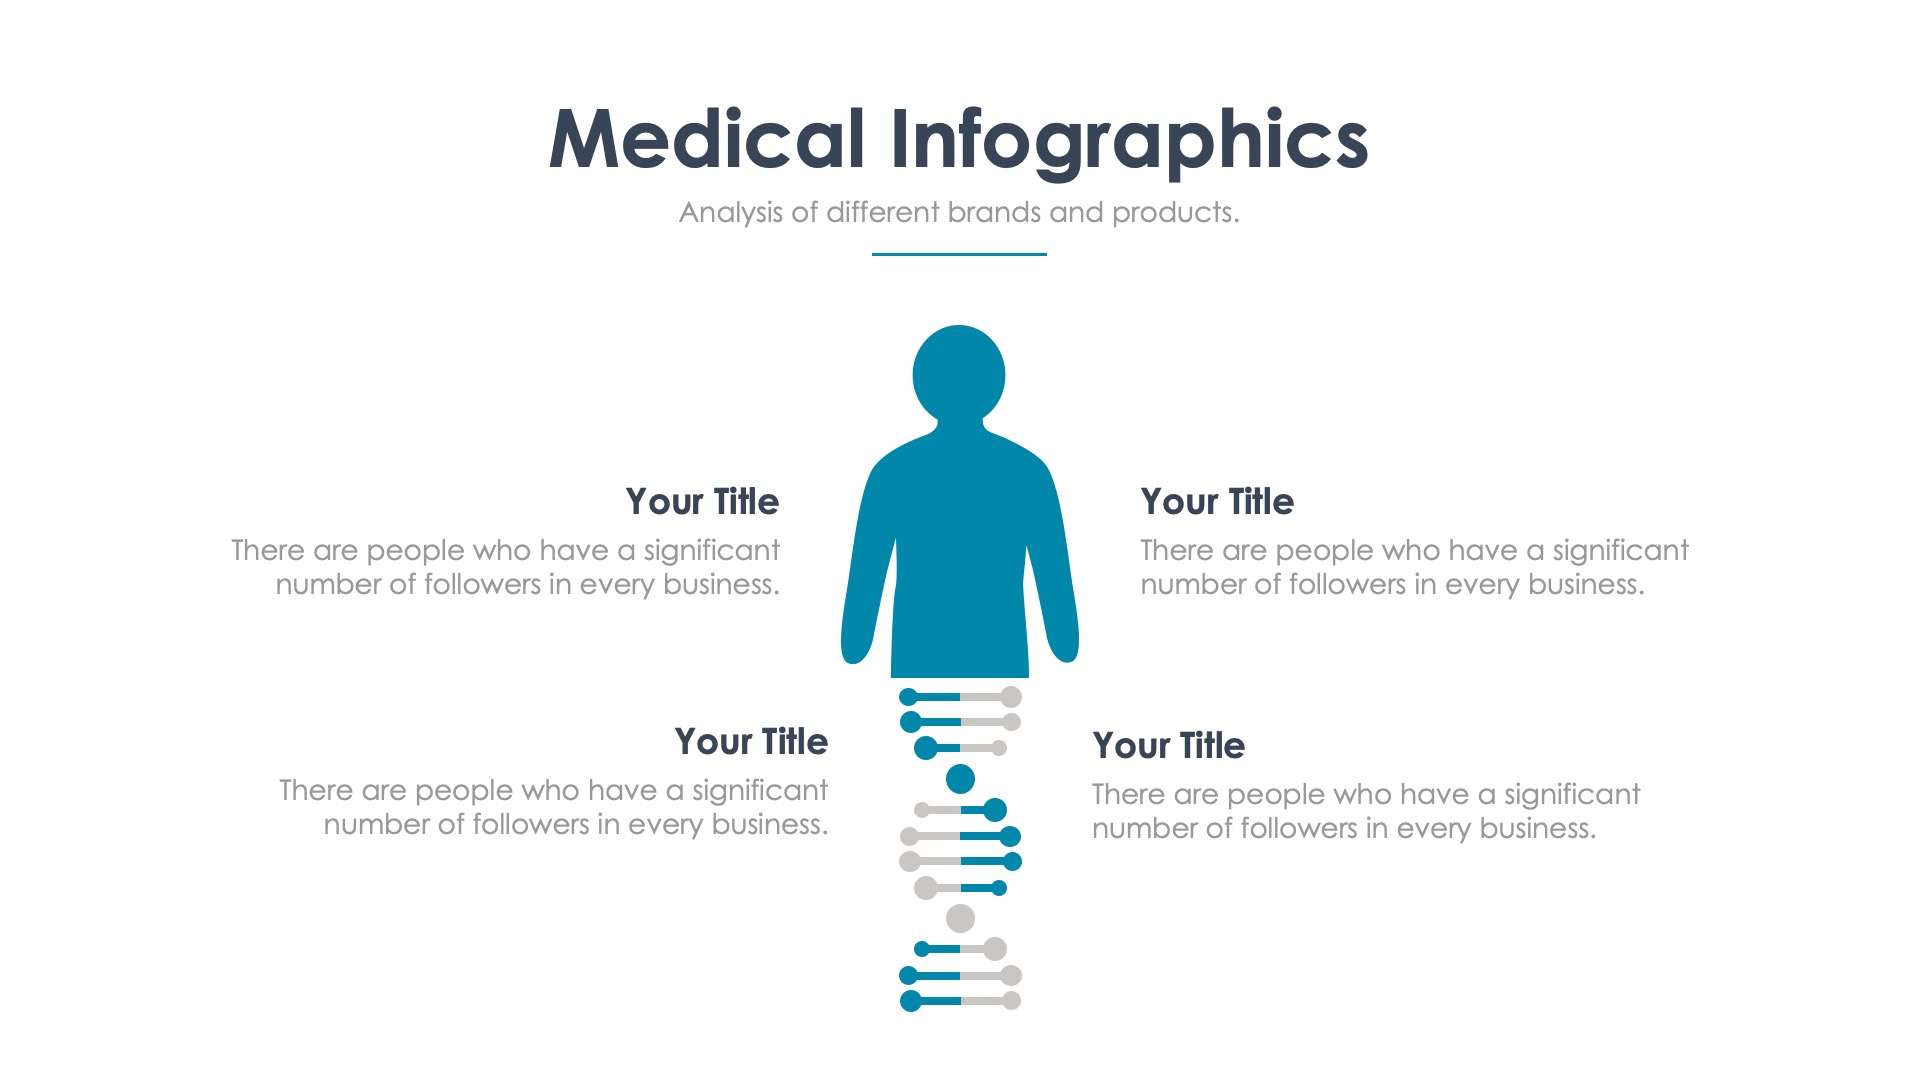 Medical Infographics
Analysis of different brands and products.
Your Title
There are people who have a significant
number of followers in every business.
Your Title
There are people who have a significant
number of followers in every business.
Your Title
There are people who have a significant
number of followers in every business.
Your Title
There are people who have a significant
number of followers in every business.